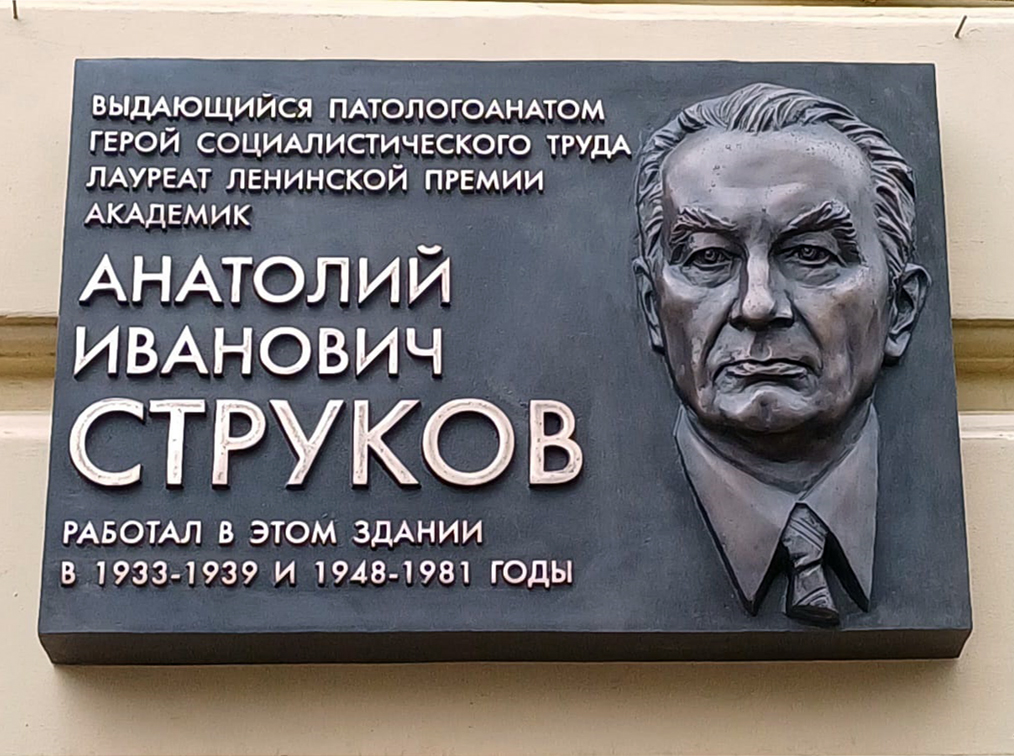 ВЫДАЮЩИЙСЯ ПАТОЛОГОАНАТОМ
ГЕРОЙ СОЦИАЛИСТИЧЕСКОГО ТРУДА
ЛАУРЕАТ ЛЕНИНСКОЙ ПРЕМИИ
АКАДЕМИК
АНАТОЛИЙ
ИВАНОВИЧ
СТРУКОВ
РАБОТАЛ В ЭТОМ ЗДАНИИ
В 1933-1939 И 1948-1981 ГОДЫ